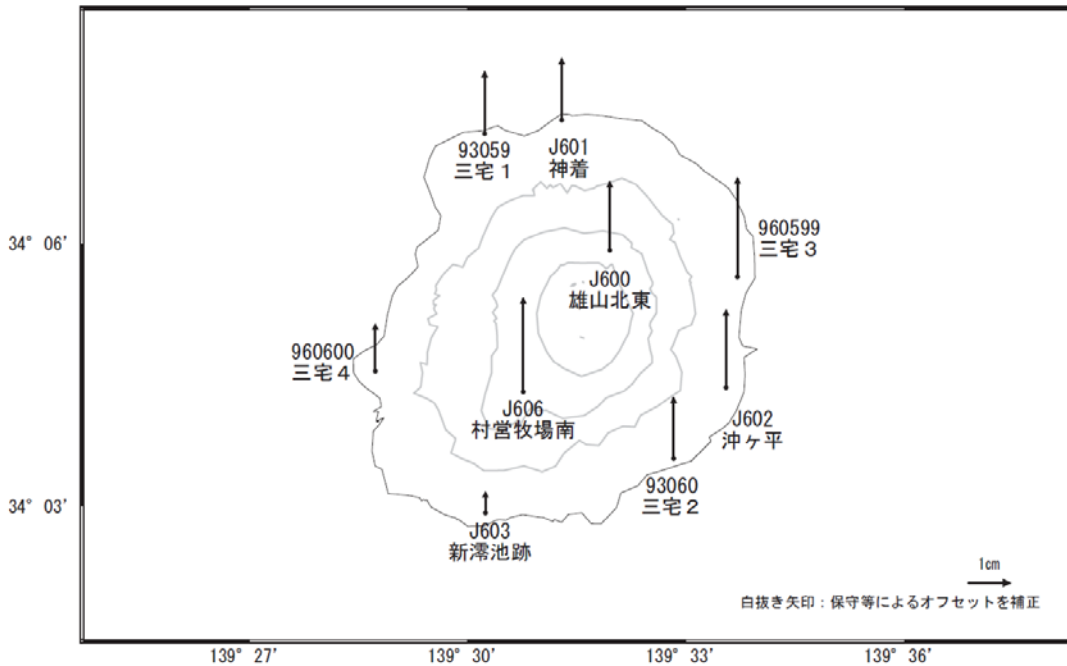 93059
三宅１
J601
神着
960599
三宅３
34° 06′
J600
雄山北東
960600
三宅４
J606
村営牧場南
J602
沖ヶ平
93060
三宅２
34° 03′
J603
新澪池跡
1cm
白抜き矢印：保守等によるオフセットを補正
139° 27′
139° 30′
139° 33′
139° 36′